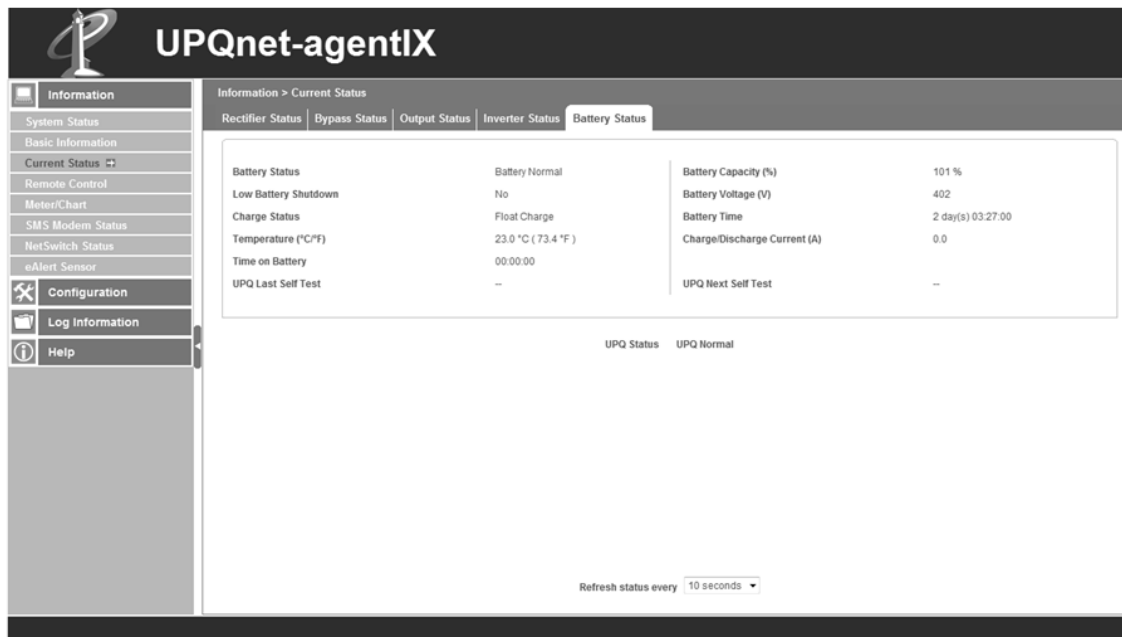 UPQnet-agentIX
Information
System Status
Basic Information
Current Status
Remote Control
Meter/Chart
SMS Modem Status
NetSwitch Status
eAlert Sensor
Configuration
Log Information
Help
Information > Current Status
Rectifier Status Bypass Status Output Status Inverter Status Battery Status
Battery Status Battery Normal Battery Capacity (%) 101 %
Low Battery Shutdown No Battery Voltage (V) 402
Charge Status Float Charge Battery Time 2 day(s) 03:27:00
Temperature (°C/°F) 23.0 °C ( 73.4 °F ) Charge/Discharge Current (A) 0.0
Time on Battery 00:00:00
UPQ Last Self Test -- UPQ Next Self Test --
UPQ Status UPQ Normal
Refresh status every 10 seconds